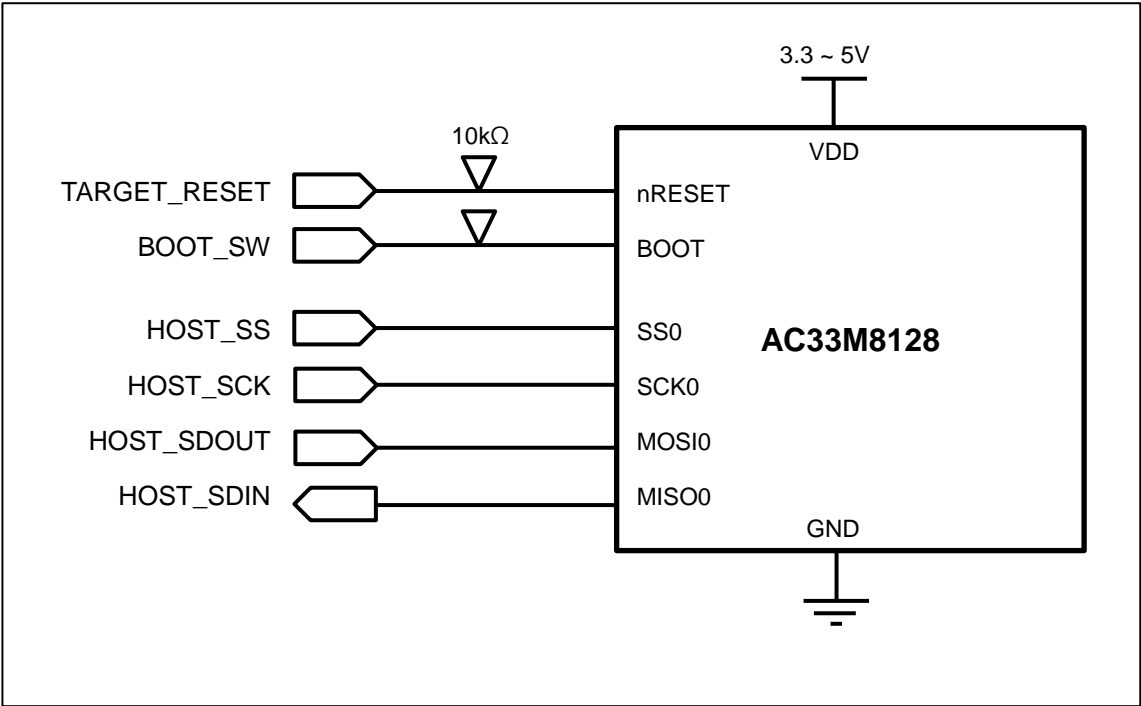 3.3 ~ 5V
VDD
10kΩ
TARGET_RESET
nRESET
BOOT_SW
BOOT
HOST_SS
SS0
AC33M8128
HOST_SCK
SCK0
HOST_SDOUT
MOSI0
HOST_SDIN
MISO0
GND